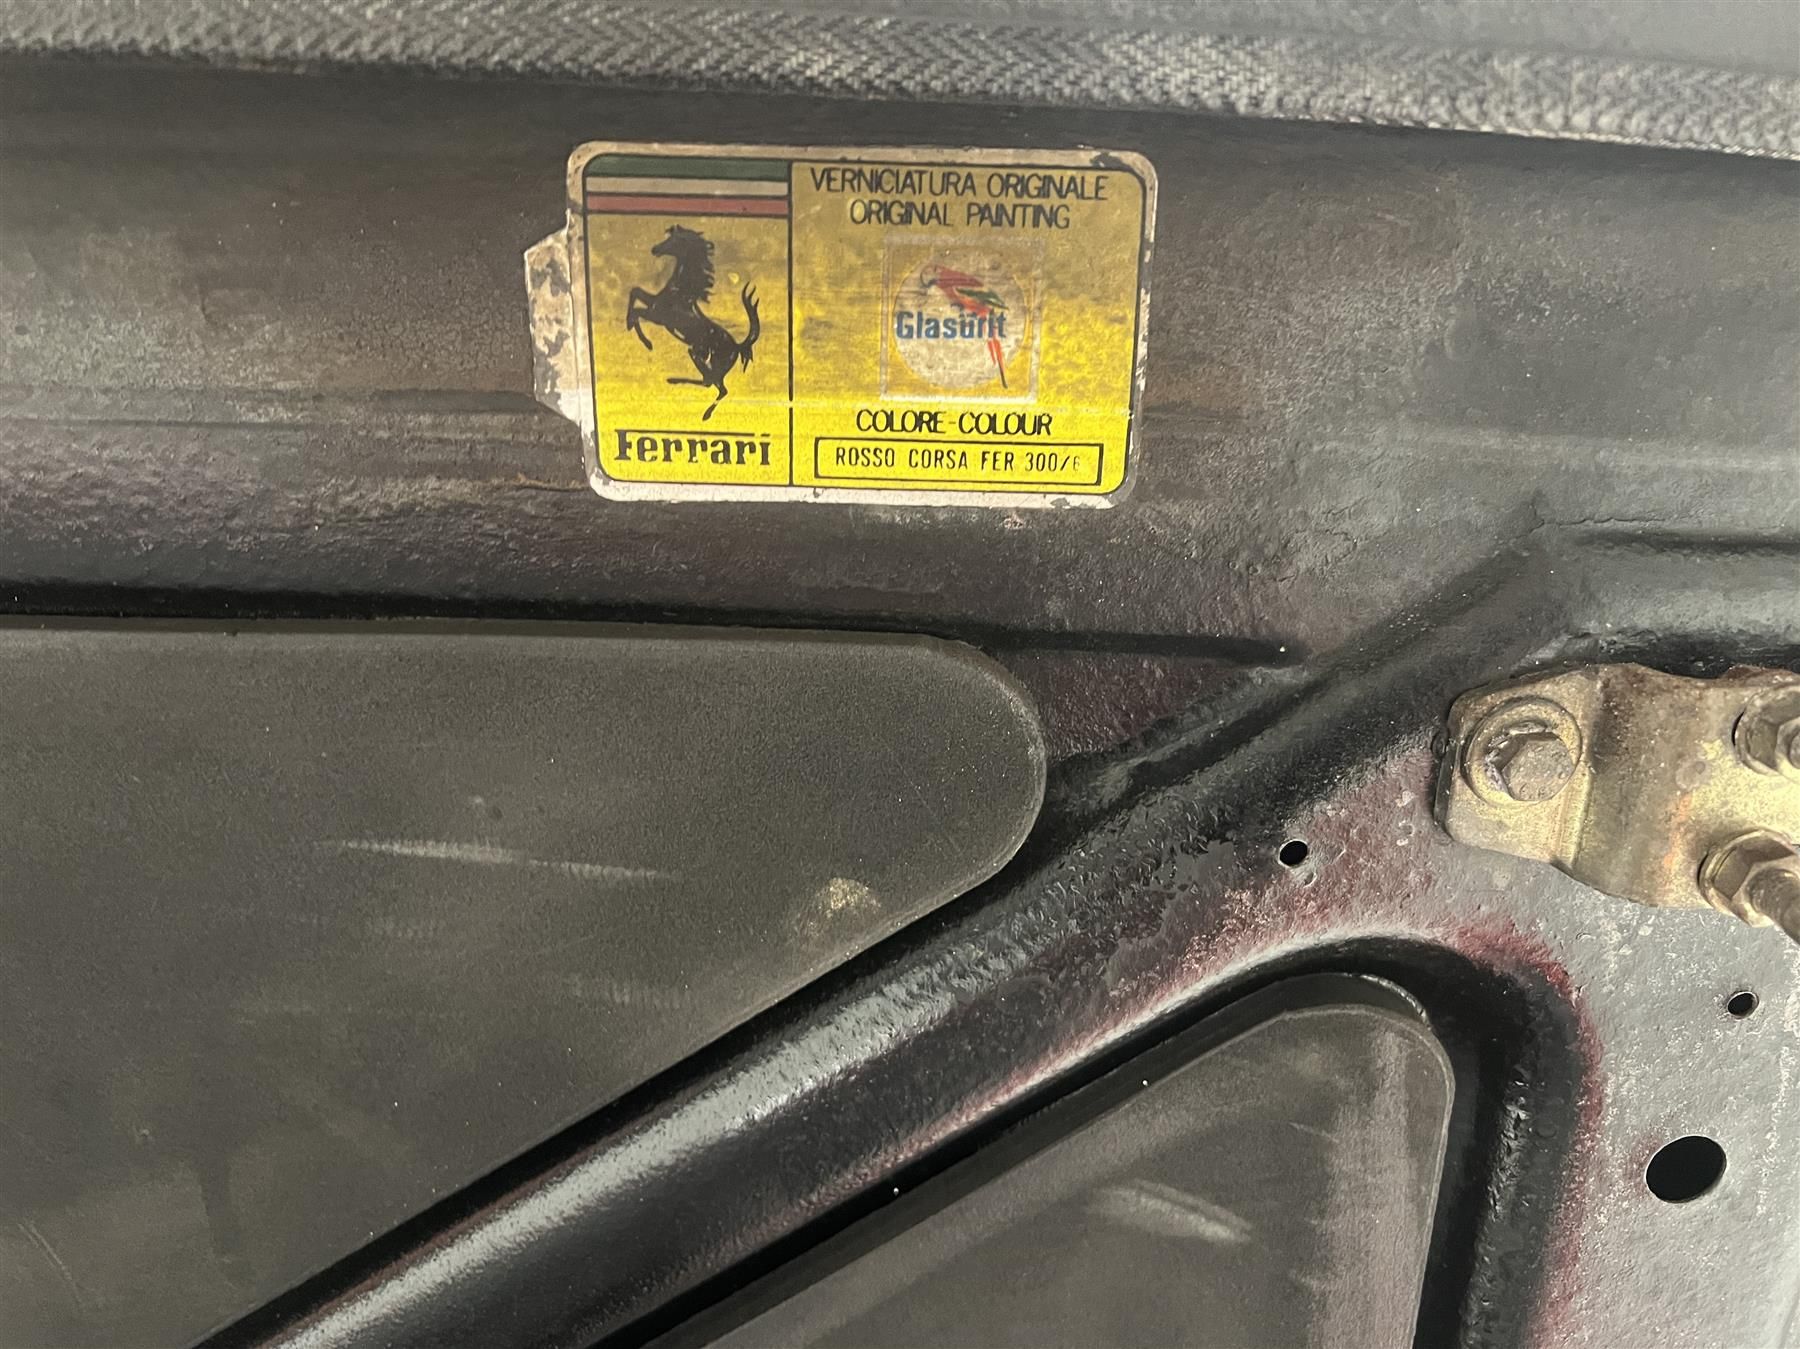 VERNICIATURA ORIGINALE
ORIGINAL PAINTING
Glasurit
COLORE-COLOUR
ROSSO CORSA FER 300/6
Ferrari